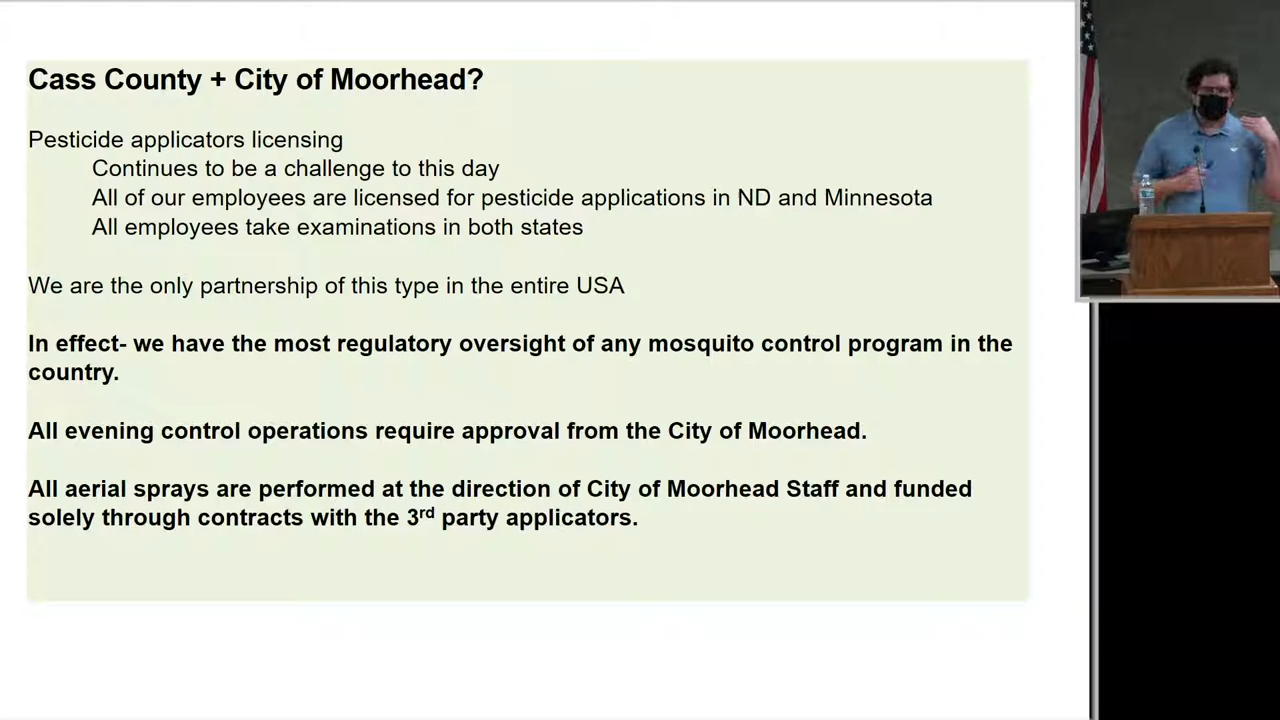 Cass County + City of Moorhead?
Pesticide applicators licensing
Continues to be a challenge to this day
All of our employees are licensed for pesticide applications in ND and Minnesota
All employees take examinations in both states
We are the only partnership of this type in the entire USA
In effect- we have the most regulatory oversight of any mosquito control program in the
country.
All evening control operations require approval from the City of Moorhead.
All aerial sprays are performed at the direction of City of Moorhead Staff and funded
solely through contracts with the 3rd party applicators.